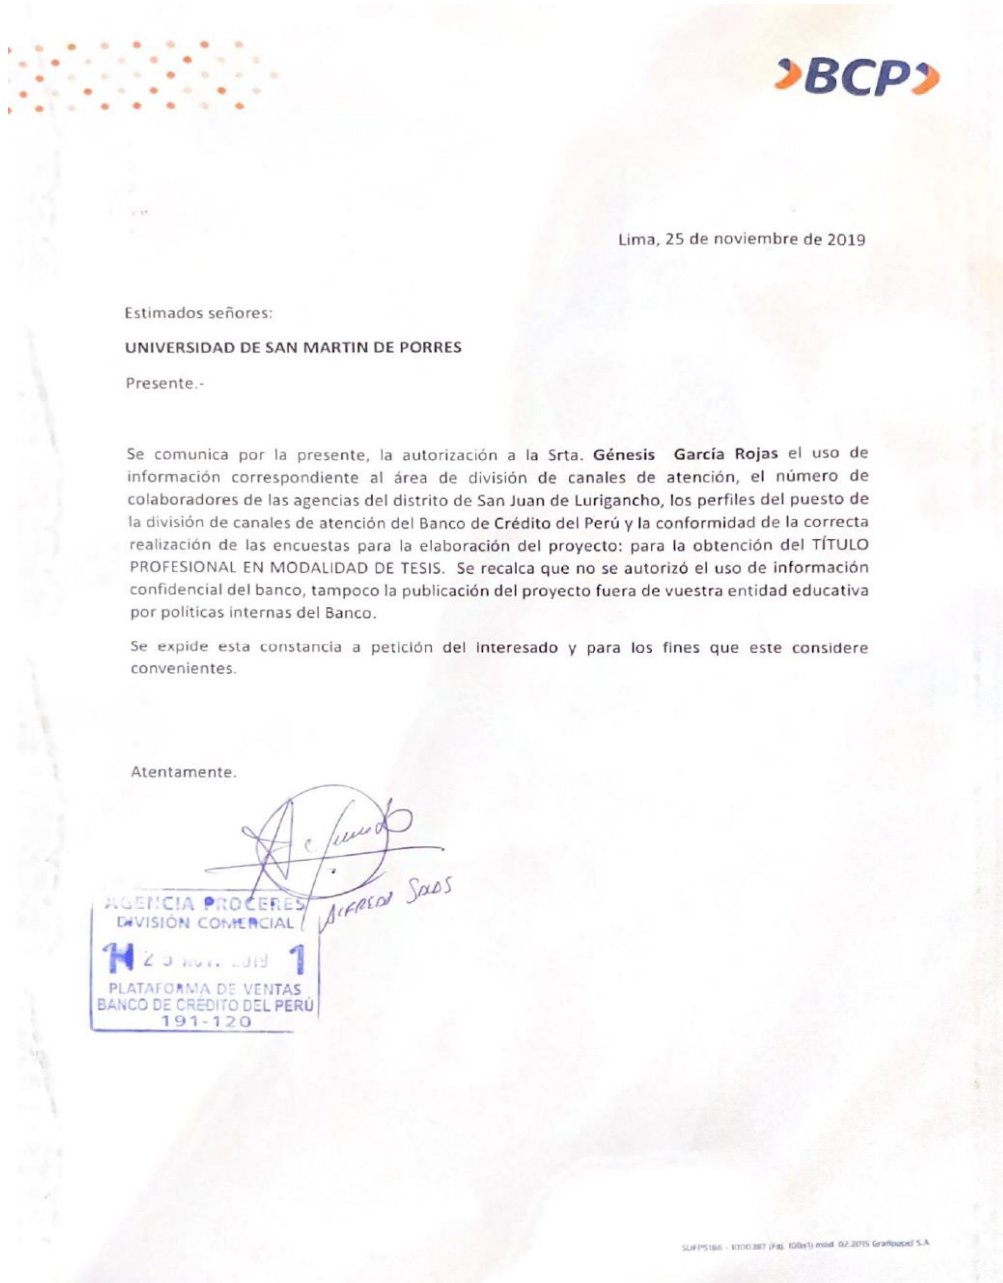 BCP
Lima, 25 de noviembre de 2019
Estimados señores:
UNIVERSIDAD DE SAN MARTIN DE PORRES
Presente.-
Se comunica por la presente, la autorización a la Srta. Génesis García Rojas el uso de
información correspondiente al área de división de canales de atención, el número de
colaboradores de las agencias del distrito de San Juan de Lurigancho, los perfiles del puesto de
la división de canales de atención del Banco de Crédito del Perú y la conformidad de la correcta
realización de las encuestas para la elaboración del proyecto: para la obtención del TÍTULO
PROFESIONAL EN MODALIDAD DE TESIS. Se recalca que no se autorizó el uso de información
confidencial del banco, tampoco la publicación del proyecto fuera de vuestra entidad educativa
por políticas internas del Banco.
Se expide esta constancia a petición del interesado y para los fines que este considere
convenientes.
Atentamente.
AGENCIA PROCERES
DIVISIÓN COMERCIAL
1 2019 1
PLATAFORMA DE VENTAS
BANCO DE CRÉDITO DEL PERÚ
191-120
ALFREDO
02.2015 Grafipapel S.A